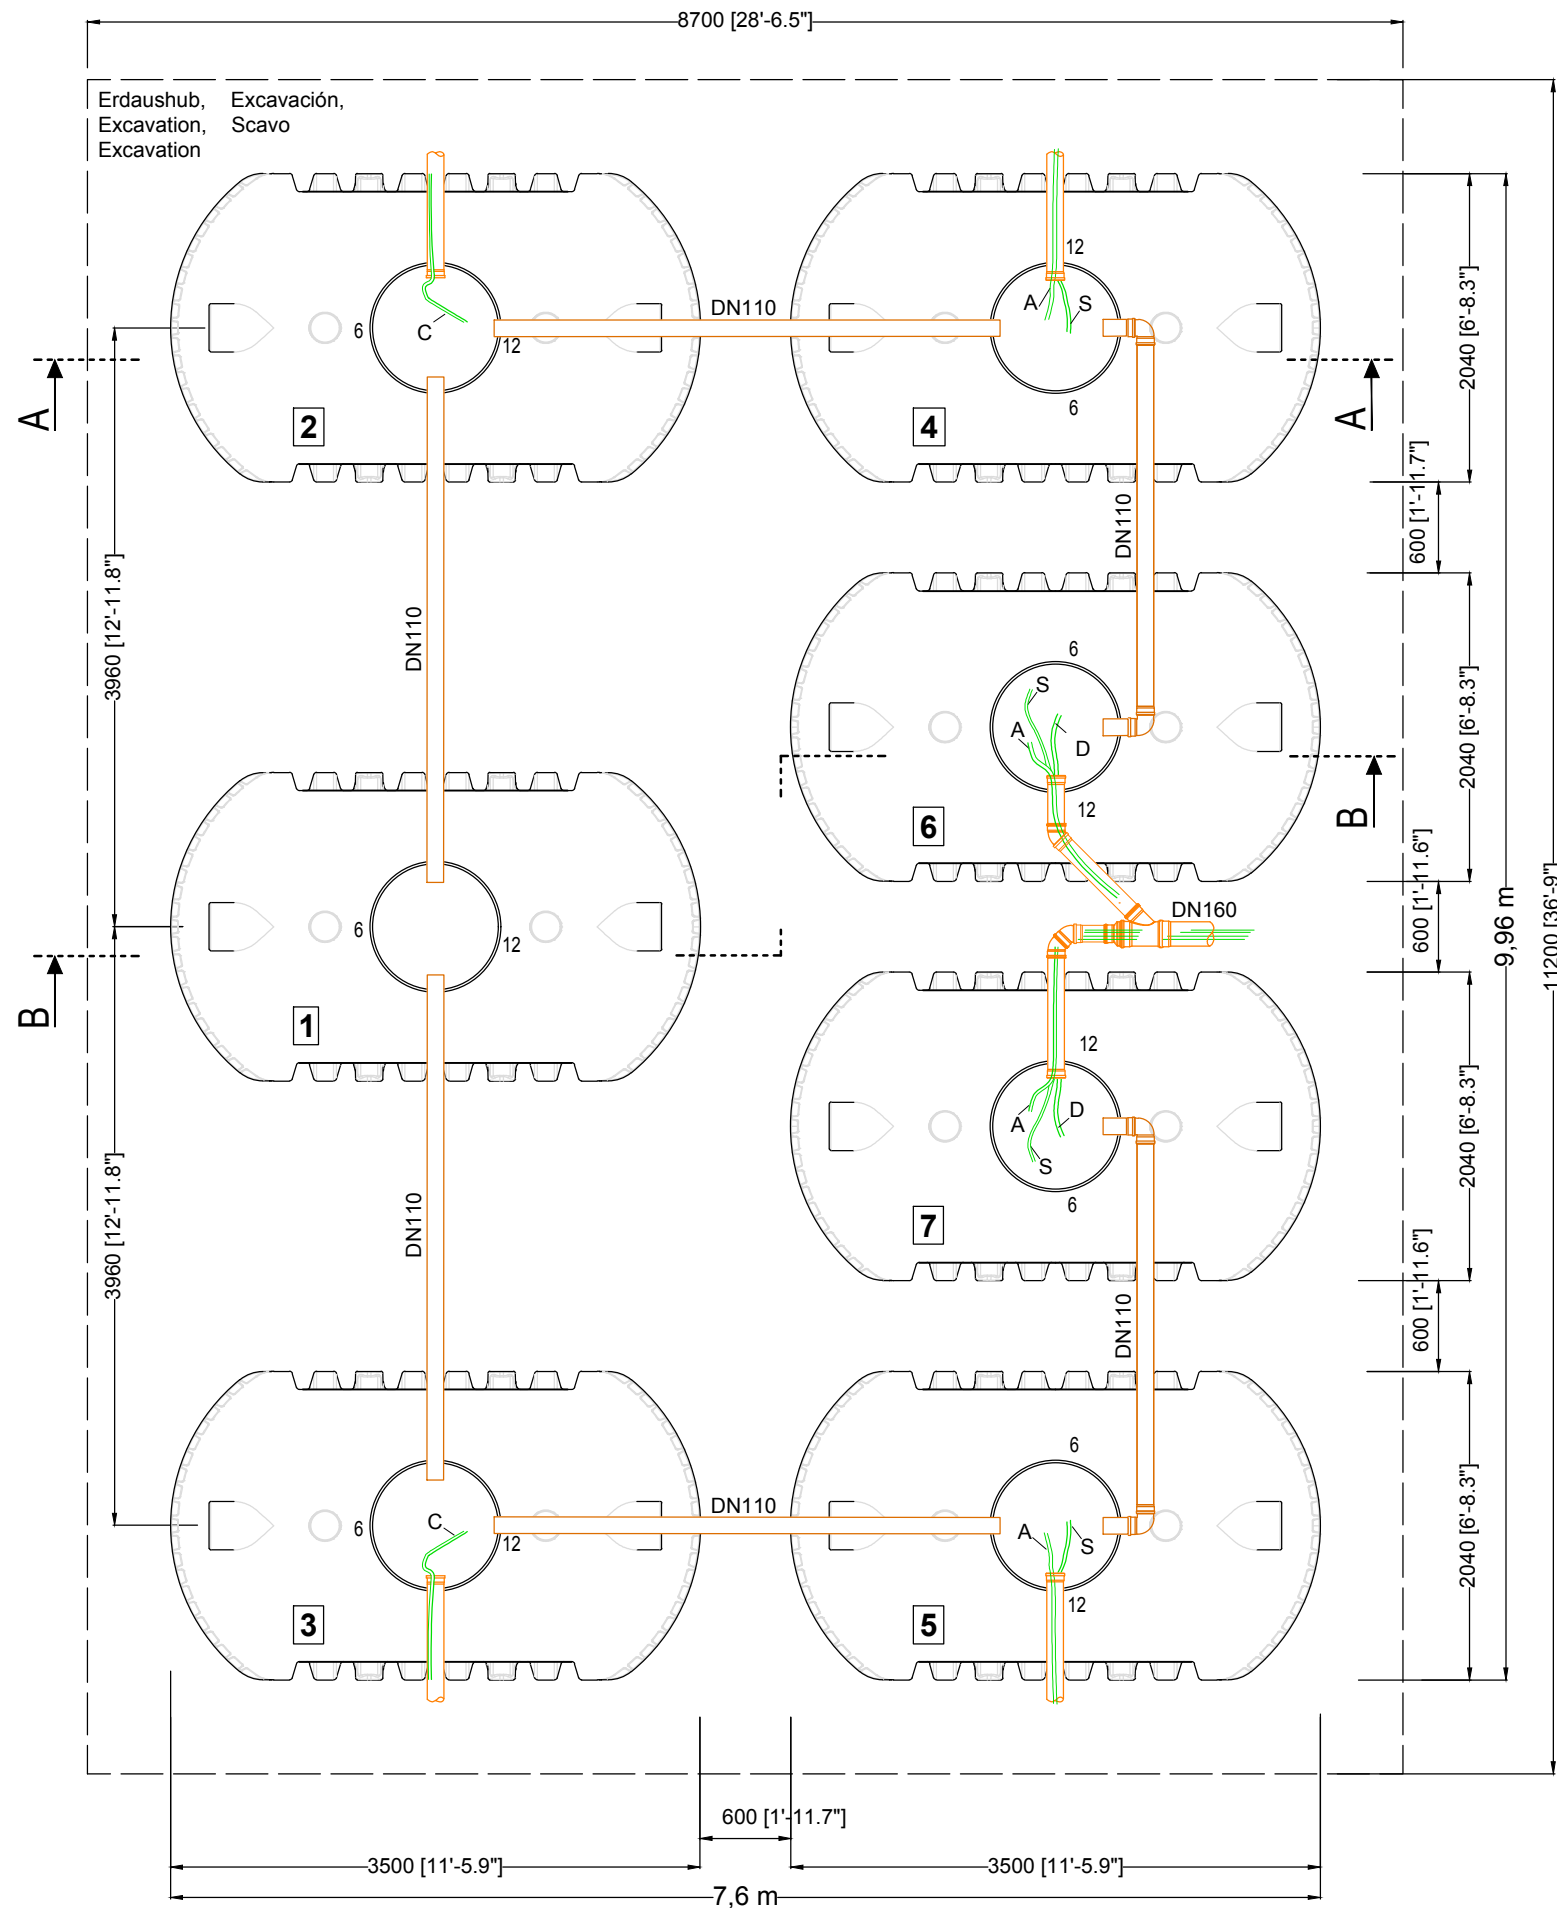 8700 [28'-6.5"]
Erdaushub, Excavación,
Excavation, Scavo
Excavation
12
A
S
C
6
DN110
12
6
2040 [6'-8.3"]
A
A
2
4
600 [1'-11.7"]
DN110
3960 [12'-11.8"]
DN110
6
S
A
D
2040 [6'-8.3"]
12
6
B
600 [1'-11.6"]
DN160
6
12
9,96 m
11200 [36'-9"]
B
1
12
A
D
S
2040 [6'-8.3"]
6
7
3960 [12'-11.8"]
DN110
600 [1'-11.6"]
DN110
6
C
6
12
DN110
A
S
2040 [6'-8.3"]
12
3
5
600 [1'-11.7"]
3500 [11'-5.9"]
3500 [11'-5.9"]
7,6 m